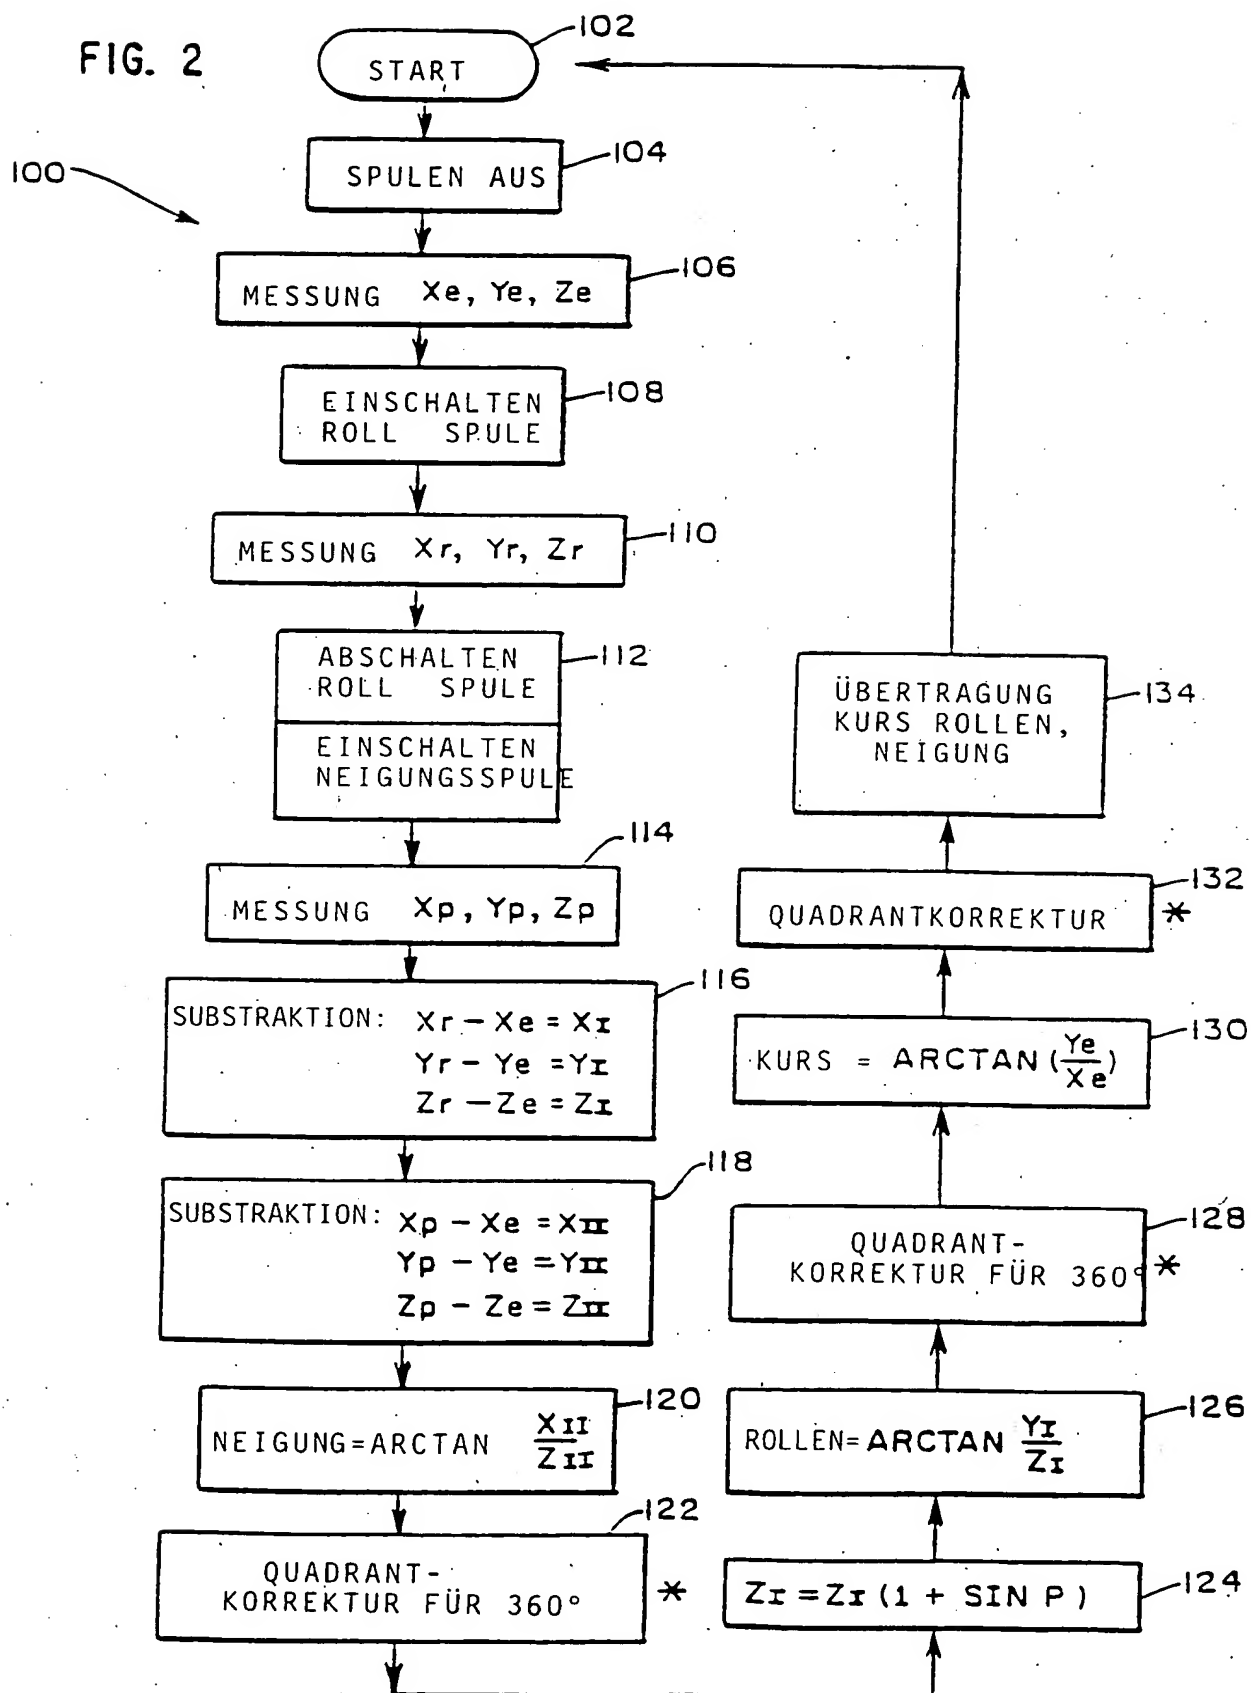 FIG. 2
100
START
102
SPULEN AUS
104
MESSUNG Xe, Ye, Ze
106
EINSCHALTEN
ROLL SPULE
108
MESSUNG Xr, Yr, Zr
110
ABSCHALTEN
ROLL SPULE
112
EINSCHALTEN
NEIGUNGSSPULE
114
MESSUNG Xp, Yp, Zp
116
SUBSTRAKTION: Xr - Xe = XI
Yr - Ye = YI
Zr - Ze = ZI
118
SUBSTRAKTION: Xp - Xe = XII
Yp - Ye = YII
Zp - Ze = ZII
120
NEIGUNG=ARCTAN XII
ZII
122
QUADRANT-
KORREKTUR FÜR 360° *
ZI = ZI (1 + SIN P)
124
ROLLEN= ARCTAN YI
ZI
126
QUADRANT-
KORREKTUR FÜR 360° *
128
KURS = ARCTAN (Ye
Xe)
130
QUADRANTKORREKTUR *
132
ÜBERTRAGUNG
KURS ROLLEN,
NEIGUNG
134